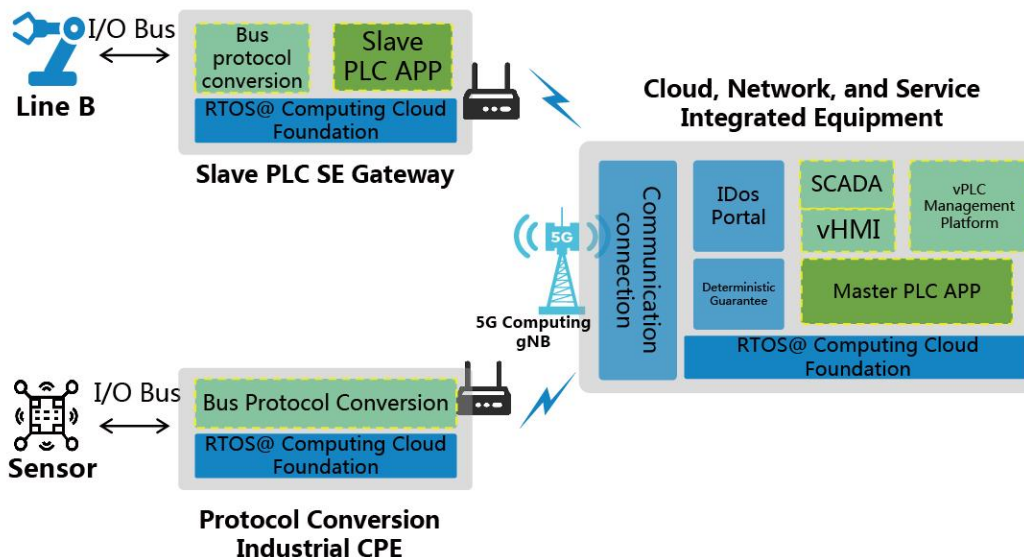 I/O Bus
Line B
Bus
protocol
conversion
Slave
PLC APP
RTOS@ Computing Cloud
Foundation
Slave PLC SE Gateway
Cloud, Network, and Service
Integrated Equipment
Communication
connection
IDos
Portal
SCADA
vHMI
vPLC
Management
Platform
Deterministic
Guarantee
Master PLC APP
RTOS@ Computing Cloud
Foundation
5G
5G Computing
gNB
I/O Bus
Sensor
Bus Protocol Conversion
RTOS@ Computing Cloud
Foundation
Protocol Conversion
Industrial CPE